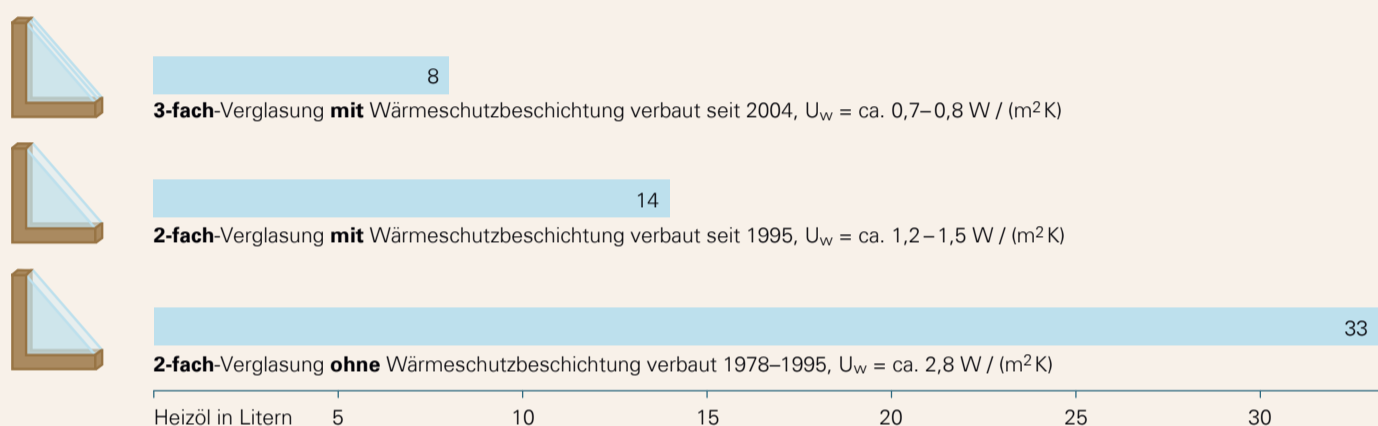 8
3-fach-Verglasung mit Wärmeschutzbeschichtung verbaut seit 2004, Uw = ca. 0,7–0,8 W / (m² K)
14
2-fach-Verglasung mit Wärmeschutzbeschichtung verbaut seit 1995, Uw = ca. 1,2–1,5 W / (m² K)
33
2-fach-Verglasung ohne Wärmeschutzbeschichtung verbaut 1978–1995, Uw = ca. 2,8 W / (m² K)
Heizöl in Litern 5 10 15 20 25 30